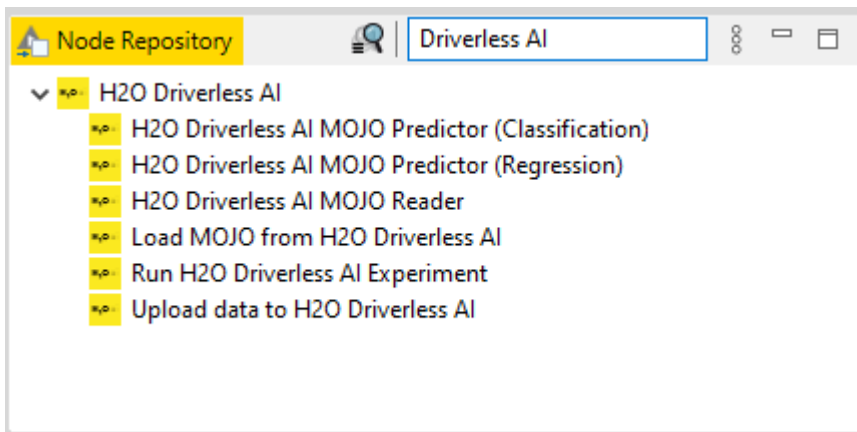 Node Repository
Driverless AI
H2O Driverless AI
H2O Driverless AI MOJO Predictor (Classification)
H2O Driverless AI MOJO Predictor (Regression)
H2O Driverless AI MOJO Reader
Load MOJO from H2O Driverless AI
Run H2O Driverless AI Experiment
Upload data to H2O Driverless AI